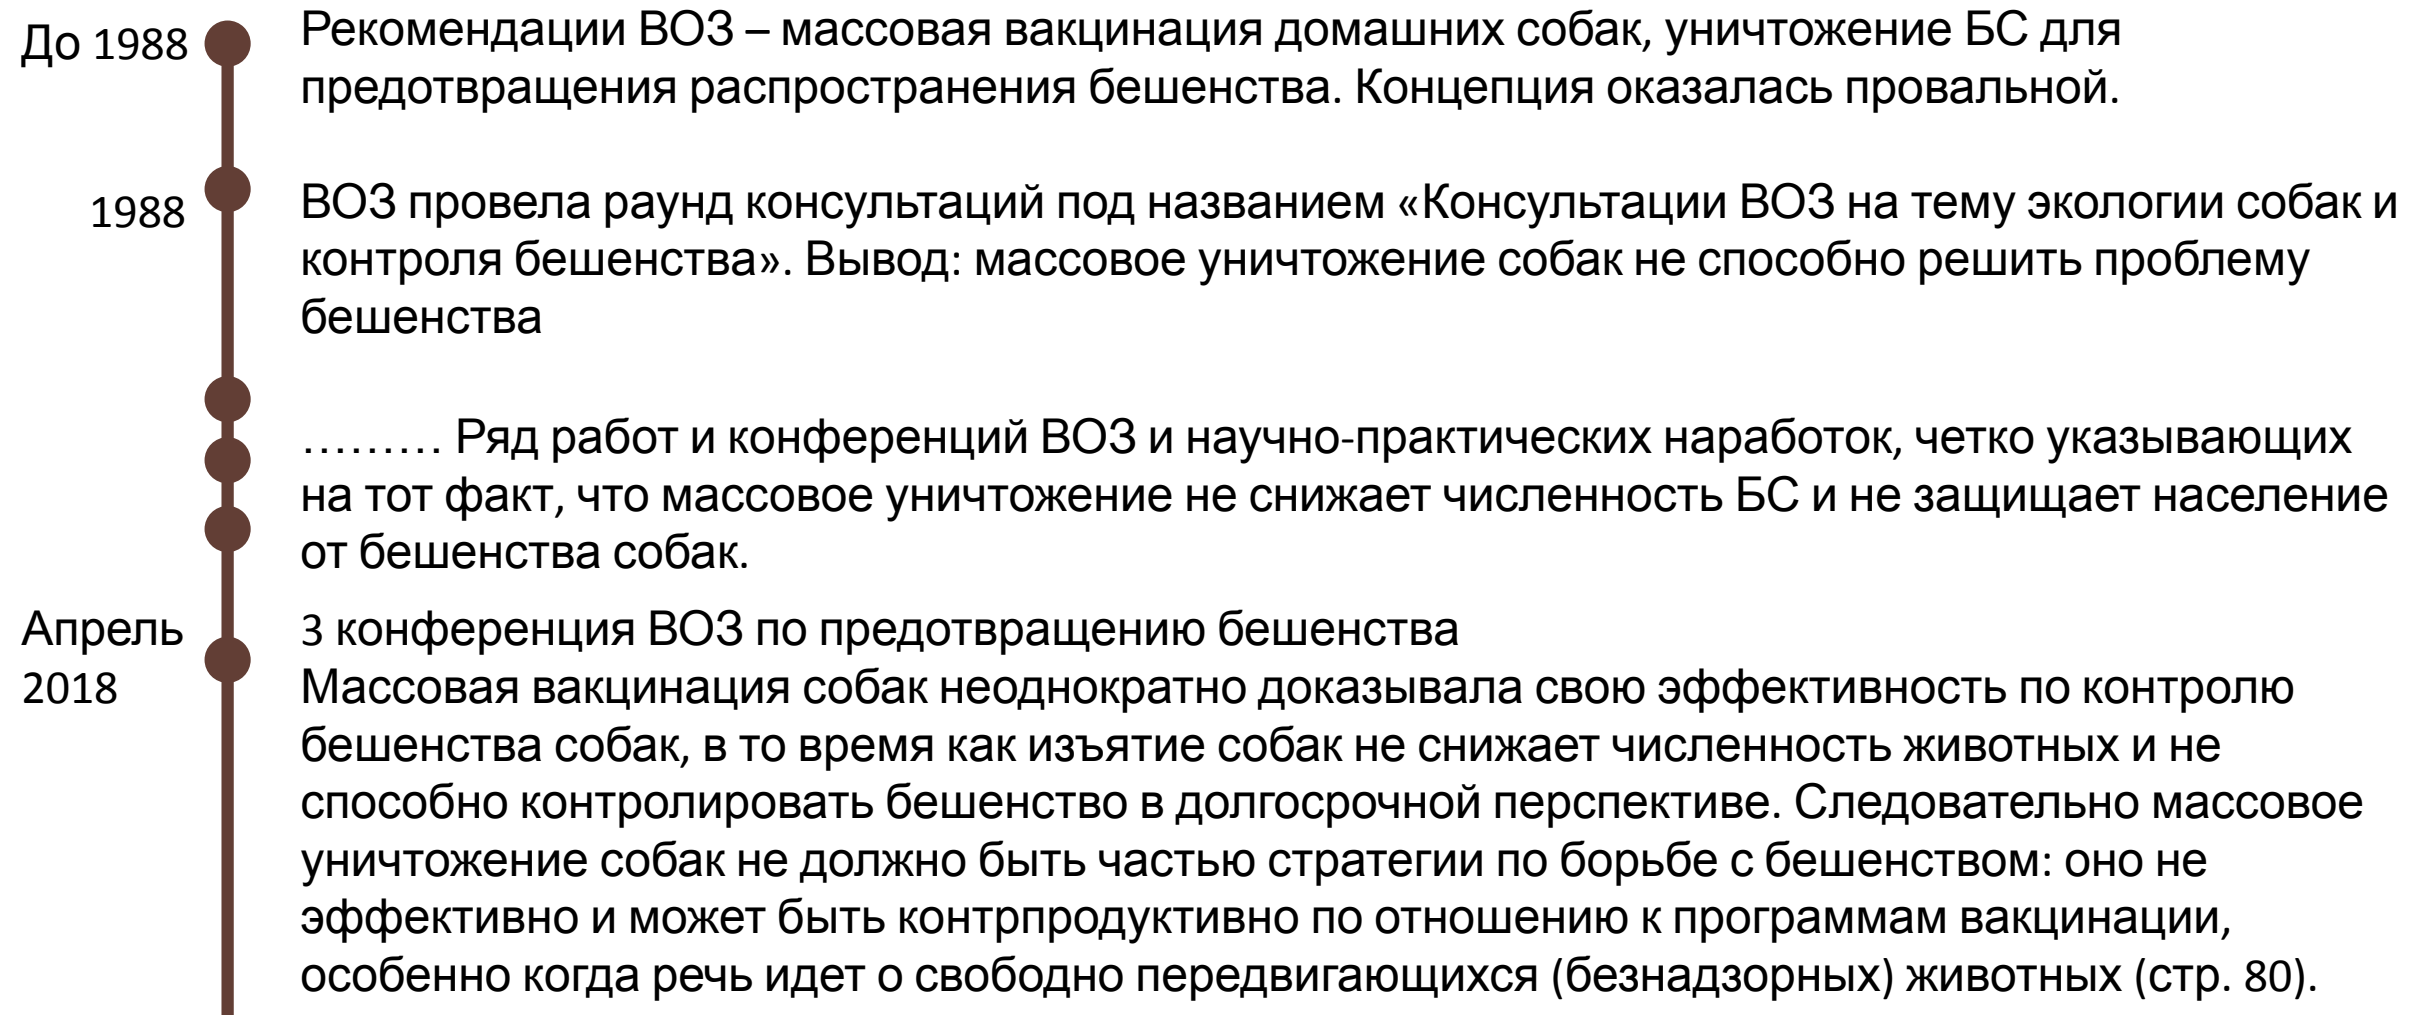 До 1988
Рекомендации ВОЗ – массовая вакцинация домашних собак, уничтожение БС для
предотвращения распространения бешенства. Концепция оказалась провальной.
1988
ВОЗ провела раунд консультаций под названием «Консультации ВОЗ на тему экологии собак и
контроля бешенства». Вывод: массовое уничтожение собак не способно решить проблему
бешенства
……… Ряд работ и конференций ВОЗ и научно-практических наработок, четко указывающих
на тот факт, что массовое уничтожение не снижает численность БС и не защищает население
от бешенства собак.
Апрель
2018
3 конференция ВОЗ по предотвращению бешенства
Массовая вакцинация собак неоднократно доказывала свою эффективность по контролю
бешенства собак, в то время как изъятие собак не снижает численность животных и не
способно контролировать бешенство в долгосрочной перспективе. Следовательно массовое
уничтожение собак не должно быть частью стратегии по борьбе с бешенством: оно не
эффективно и может быть контрпродуктивно по отношению к программам вакцинации,
особенно когда речь идет о свободно передвигающихся (безнадзорных) животных (стр. 80).